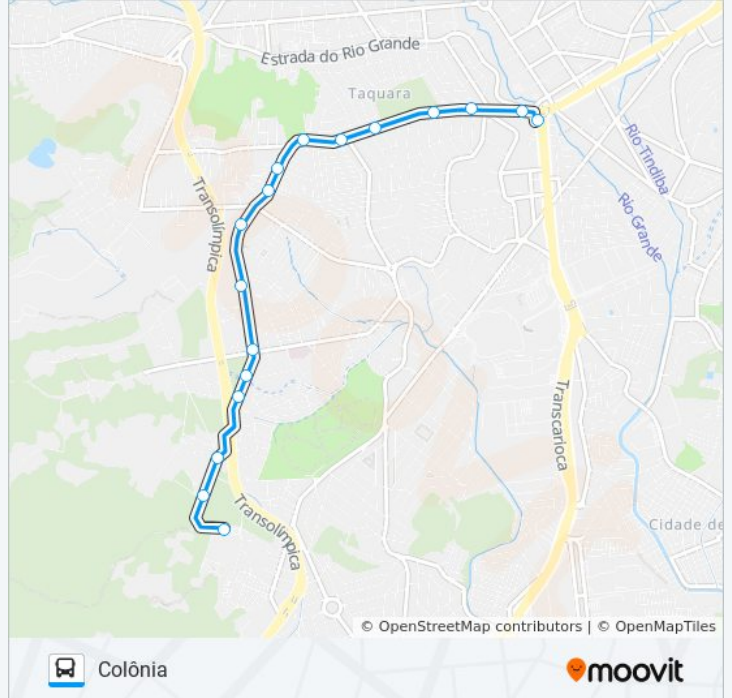 Estrada do Rio Grande
Taquara
Rio Tindiba
Rio Grande
Transolímpica
Transcarioca
Transolímpica
Cidade de
© OpenStreetMap contributors | © OpenMapTiles
Colônia
moovit